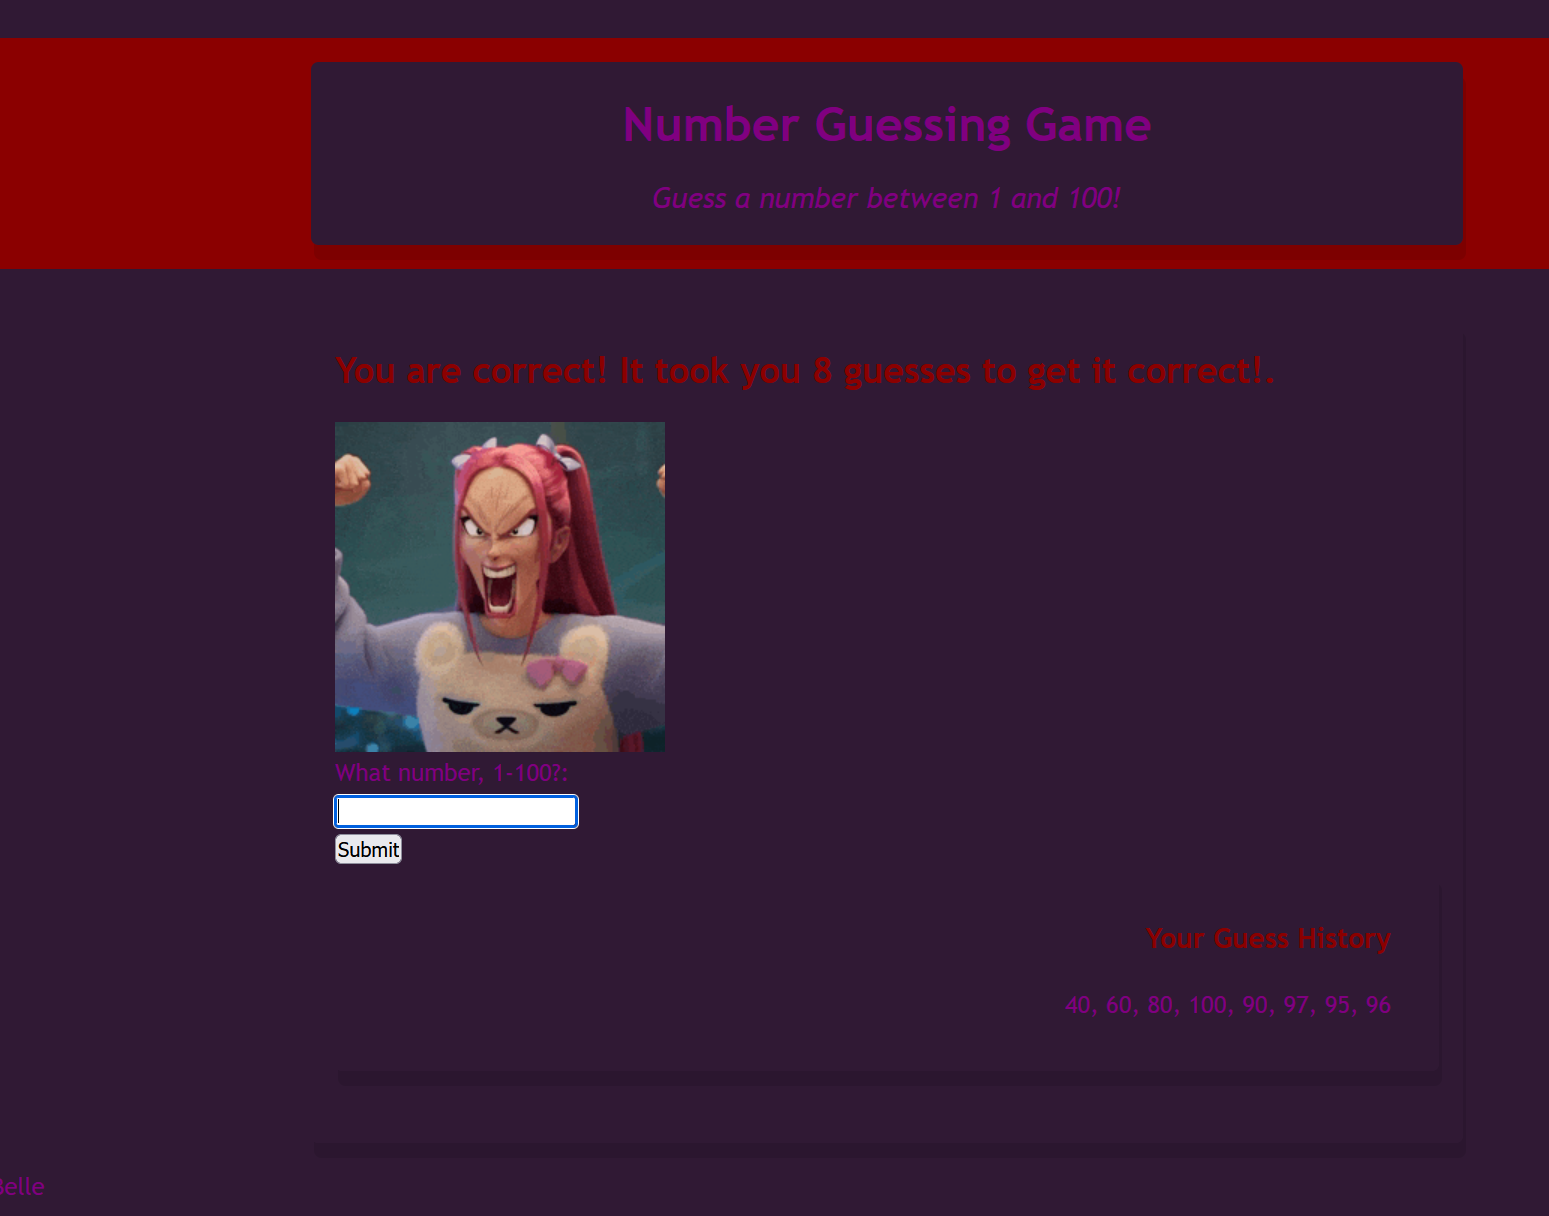 Number Guessing Game
Guess a number between 1 and 100!
You are correct! It took you 8 guesses to get it correct!.
What number, 1-100?:
Submit
Your Guess History
40, 60, 80, 100, 90, 97, 95, 96
Belle